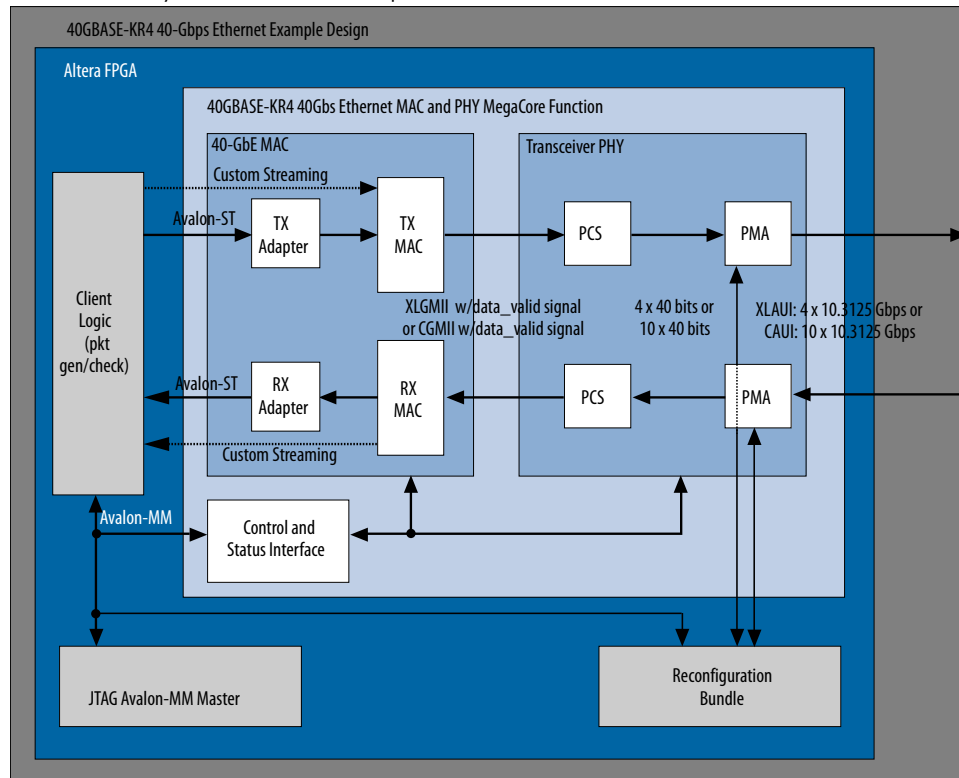 40GBASE-KR4 40-Gbps Ethernet Example Design
Altera FPGA
40GBASE-KR4 40Gbs Ethernet MAC and PHY MegaCore Function
40-GbE MAC
Transceiver PHY
Custom Streaming
Avalon-ST
TX
Adapter
TX
MAC
PCS
PMA
Client
Logic
(pkt
gen/check)
XLGMII w/data_valid signal
or CGMII w/data_valid signal
4 x 40 bits or
10 x 40 bits
XLAUI: 4 x 10.3125 Gbps or
CAUI: 10 x 10.3125 Gbps
Avalon-ST
RX
Adapter
RX
MAC
PCS
PMA
Custom Streaming
Avalon-MM
Control and
Status Interface
JTAG Avalon-MM Master
Reconfiguration
Bundle